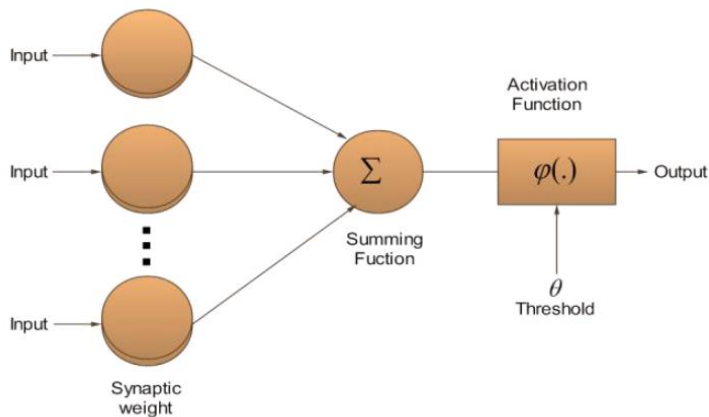 Input
Input
Input
Synaptic
weight
Σ
Summing
Fuction
Activation
Function
φ(.)
Output
θ
Threshold